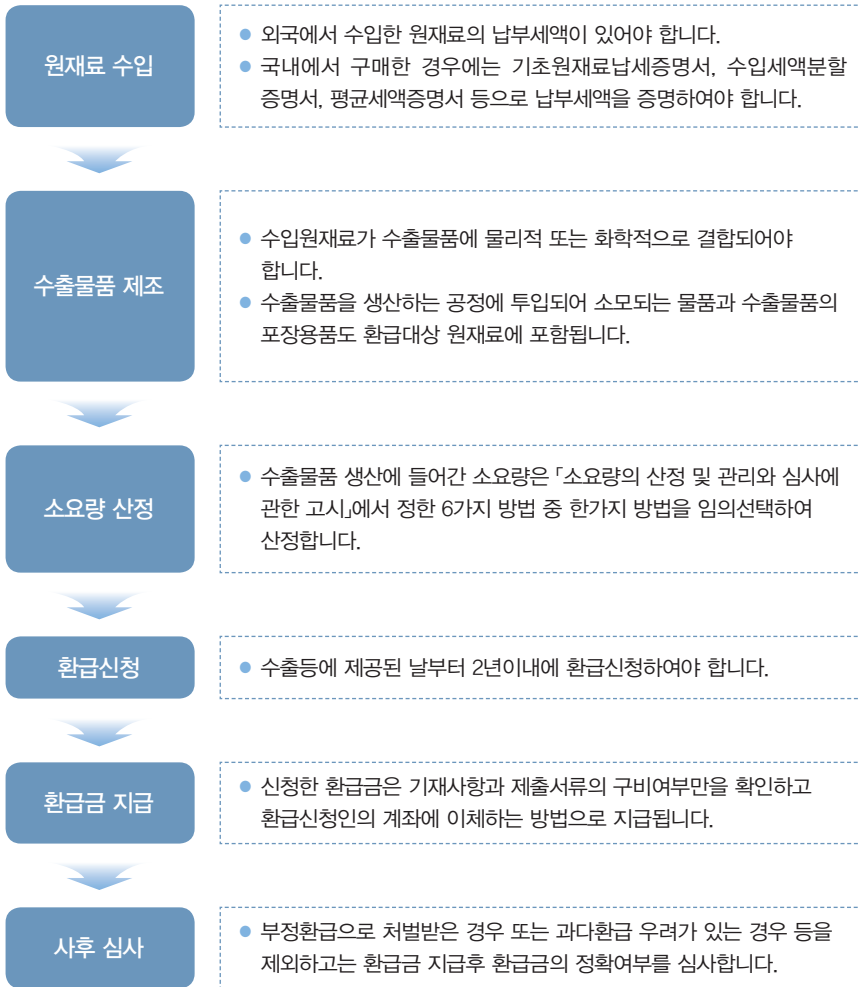 원재료 수입
● 외국에서 수입한 원재료의 납부세액이 있어야 합니다.
● 국내에서 구매한 경우에는 기초원재료납세증명서, 수입세액분할
증명서, 평균세액증명서 등으로 납부세액을 증명하여야 합니다.
수출물품 제조
● 수입원재료가 수출물품에 물리적 또는 화학적으로 결합되어야
합니다.
● 수출물품을 생산하는 공정에 투입되어 소모되는 물품과 수출물품의
포장용품도 환급대상 원재료에 포함됩니다.
소요량 산정
● 수출물품 생산에 들어간 소요량은 「소요량의 산정 및 관리와 심사에
관한 고시」에서 정한 6가지 방법 중 한가지 방법을 임의선택하여
산정합니다.
환급신청
● 수출등에 제공된 날부터 2년이내에 환급신청하여야 합니다.
환급금 지급
● 신청한 환급금은 기재사항과 제출서류의 구비여부만을 확인하고
환급신청인의 계좌에 이체하는 방법으로 지급됩니다.
사후 심사
● 부정환급으로 처벌받은 경우 또는 과다환급 우려가 있는 경우 등을
제외하고는 환급금 지급후 환급금의 정확여부를 심사합니다.